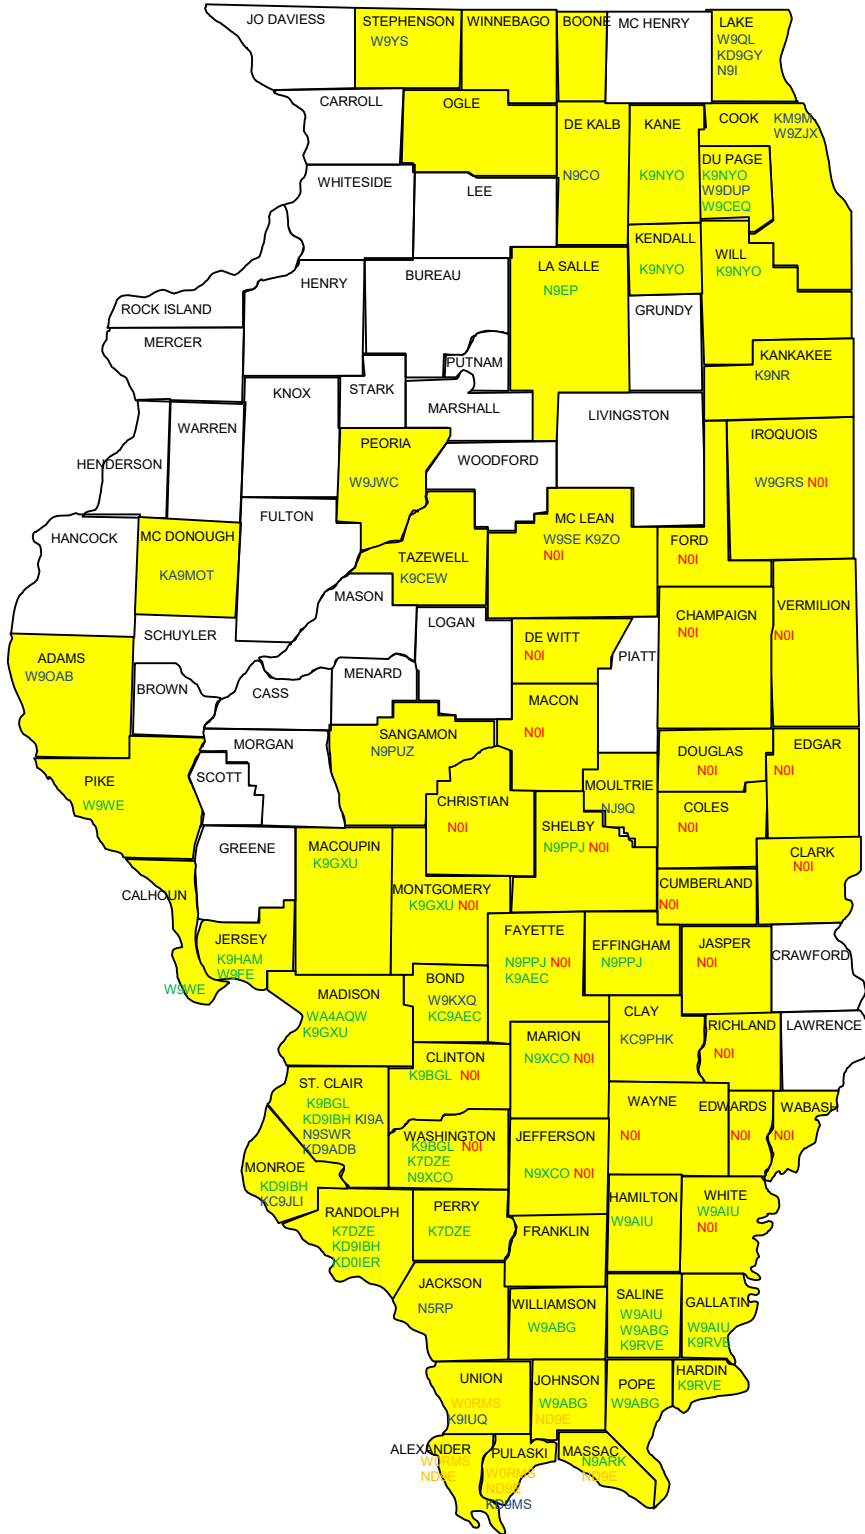 JO DAVIESS
STEPHENSON
W9YS
WINNEBAGO
BOONE
MC HENRY
LAKE
W9QL
KD9GY
N9I
CARROLL
OGLE
DE KALB
N9CO
KANE
K9NYO
COOK
KM9M
W9ZJX
DU PAGE
K9NYO
W9DUP
W9CEQ
WHITESIDE
LEE
KENDALL
K9NYO
WILL
K9NYO
ROCK ISLAND
HENRY
BUREAU
LA SALLE
N9EP
GRUNDY
MERCER
PUTNAM
KANKAKEE
K9NR
KNOX
STARK
MARSHALL
LIVINGSTON
HENDERSON
WARREN
PEORIA
W9JWC
WOODFORD
IROQUOIS
W9GRS N0I
HANCOCK
MC DONOUGH
KA9MOT
FULTON
TAZEWELL
K9CEW
MC LEAN
W9SE K9ZO
N0I
FORD
N0I
MASON
SCHUYLER
LOGAN
DE WITT
N0I
PIATT
CHAMPAIGN
N0I
VERMILION
N0I
ADAMS
W9OAB
BROWN
CASS
MENARD
MACON
N0I
MORGAN
SANGAMON
N9PUZ
DOUGLAS
N0I
EDGAR
N0I
PIKE
W9WE
SCOTT
CHRISTIAN
N0I
MOULTRIE
NJ9Q
COLES
N0I
GREENE
MACOUPIN
K9GXU
SHELBY
N9PPJ N0I
CLARK
N0I
CALHOUN
W9WE
MONTGOMERY
K9GXU N0I
CUMBERLAND
N0I
JERSEY
K9HAM
W9FE
FAYETTE
N9PPJ N0I
K9AEC
EFFINGHAM
N9PPJ
JASPER
N0I
CRAWFORD
MADISON
WA4AQW
K9GXU
BOND
W9KXQ
KC9AEC
CLAY
KC9PHK
RICHLAND
N0I
LAWRENCE
CLINTON
K9BGL N0I
MARION
N9XCO N0I
ST. CLAIR
K9BGL
KD9IBH KI9A
N9SWR
KD9ADB
WASHINGTON
K9BGL N0I
K7DZE
N9XCO
JEFFERSON
N9XCO N0I
WAYNE
N0I
EDWARDS
N0I
WABASH
N0I
MONROE
KD9IBH
KC9JLI
RANDOLPH
K7DZE
KD9IBH
KD0IER
PERRY
K7DZE
FRANKLIN
HAMILTON
W9AIU
WHITE
W9AIU
N0I
JACKSON
N5RP
WILLIAMSON
W9ABG
SALINE
W9AIU
W9ABG
K9RVE
GALLATIN
W9AIU
K9RVE
UNION
W0RMS
K9IUQ
JOHNSON
W9ABG
ND9E
POPE
W9ABG
HARDIN
K9RVE
ALEXANDER
W0RMS
ND9E
PULASKI
W0RMS
ND9E
KD9MS
MASSAC
N9ARK
ND9E